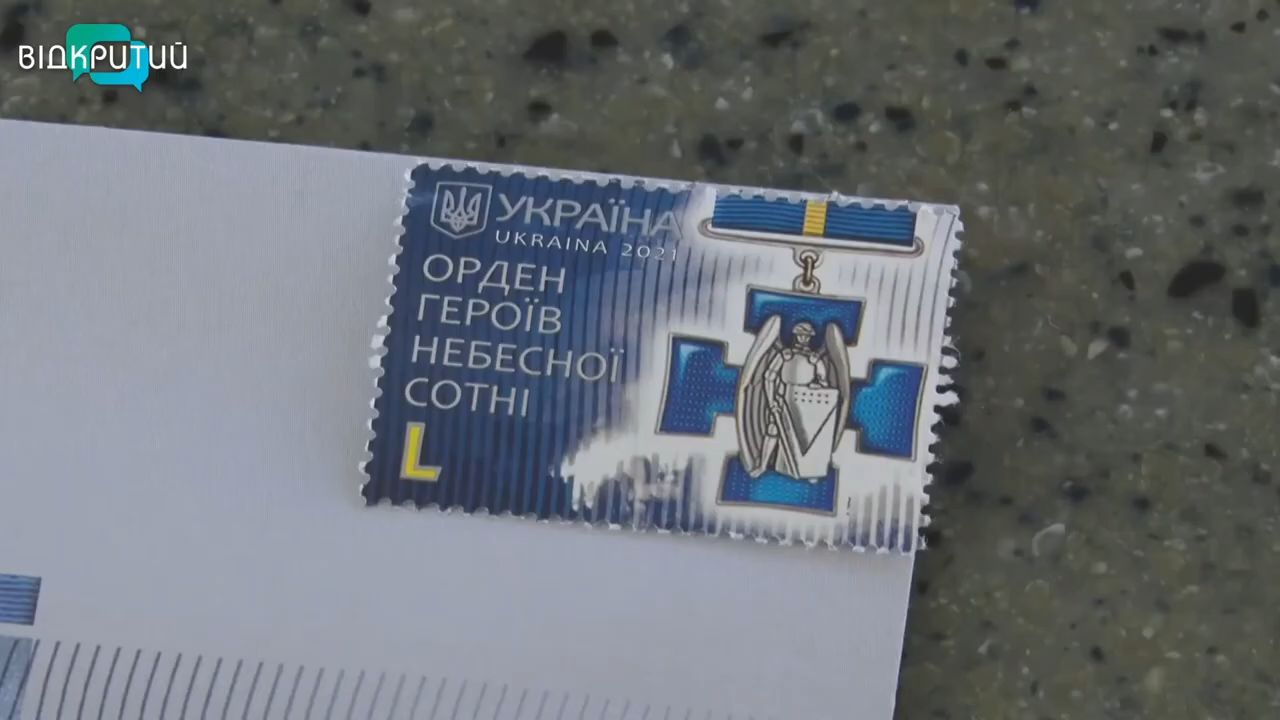 ВІДКРИТИЙ
УКРАЇНА
UKRAINA 2021
ОРДЕН
ГЕРОЇВ
НЕБЕСНОЇ
СОТНІ
L